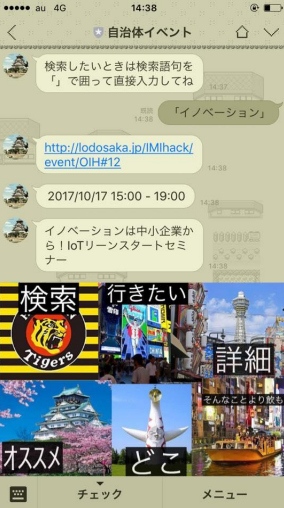 au 4G 14:38
自治体イベント
検索したいときは検索語句を
「」で囲って直接入力してね
14:37
既読
14:38
「イノベーション」
http://lodosaka.jp/IMIhack/
event/OIH#12
14:38
2017/10/17 15:00 - 19:00
14:38
イノベーションは中小企業か
ら！IoTリーンスタートセミ
ナー
14:38
検索
Tigers
行きたい
詳細
オススメ
どこ
そんなことより飲も
チェック
メニュー